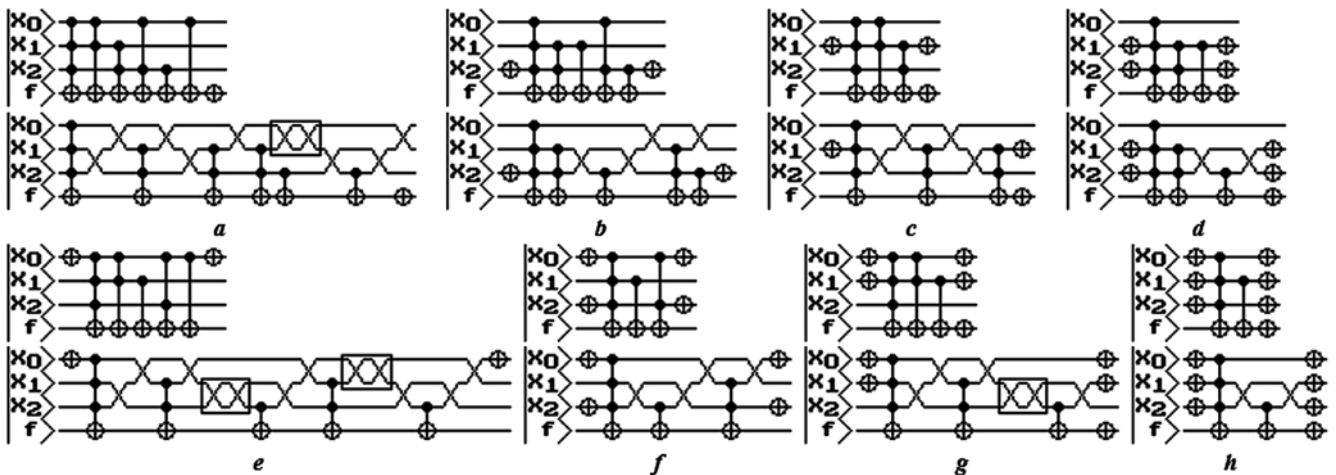 |X0⟩ |X0⟩ |X0⟩ |X0⟩
|X1⟩ |X1⟩ |X1⟩ |X1⟩
|X2⟩ |X2⟩ |X2⟩ |X2⟩
|f⟩ |f⟩ |f⟩ |f⟩
|X0⟩ |X0⟩ |X0⟩ |X0⟩
|X1⟩ |X1⟩ |X1⟩ |X1⟩
|X2⟩ |X2⟩ |X2⟩ |X2⟩
|f⟩ |f⟩ |f⟩ |f⟩
a b c d
|X0⟩ |X0⟩ |X0⟩ |X0⟩
|X1⟩ |X1⟩ |X1⟩ |X1⟩
|X2⟩ |X2⟩ |X2⟩ |X2⟩
|f⟩ |f⟩ |f⟩ |f⟩
|X0⟩ |X0⟩ |X0⟩ |X0⟩
|X1⟩ |X1⟩ |X1⟩ |X1⟩
|X2⟩ |X2⟩ |X2⟩ |X2⟩
|f⟩ |f⟩ |f⟩ |f⟩
e f g h